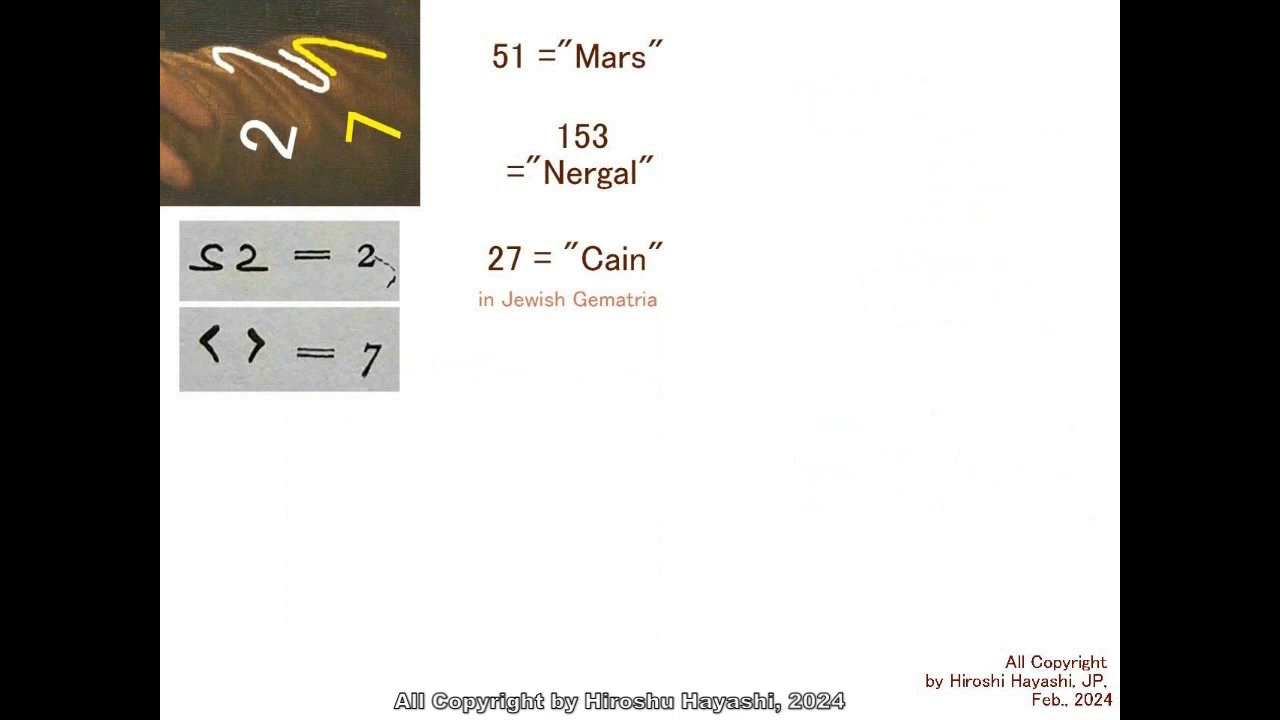 2 7
51 ="Mars"
153
="Nergal"
27 = "Cain"
in Jewish Gematria
2 = 2
< > = 7
All Copyright
by Hiroshi Hayashi, JP,
Feb., 2024
All Copyright by Hiroshu Hayashi, 2024